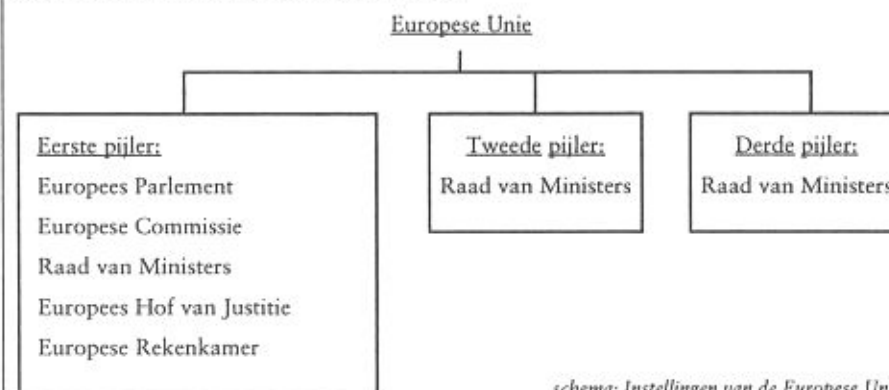 Europese Unie
Eerste pijler:
Europees Parlement
Europese Commissie
Raad van Ministers
Europees Hof van Justitie
Europese Rekenkamer
Tweede pijler:
Raad van Ministers
Derde pijler:
Raad van Ministers
schema: Instellingen van de Europese